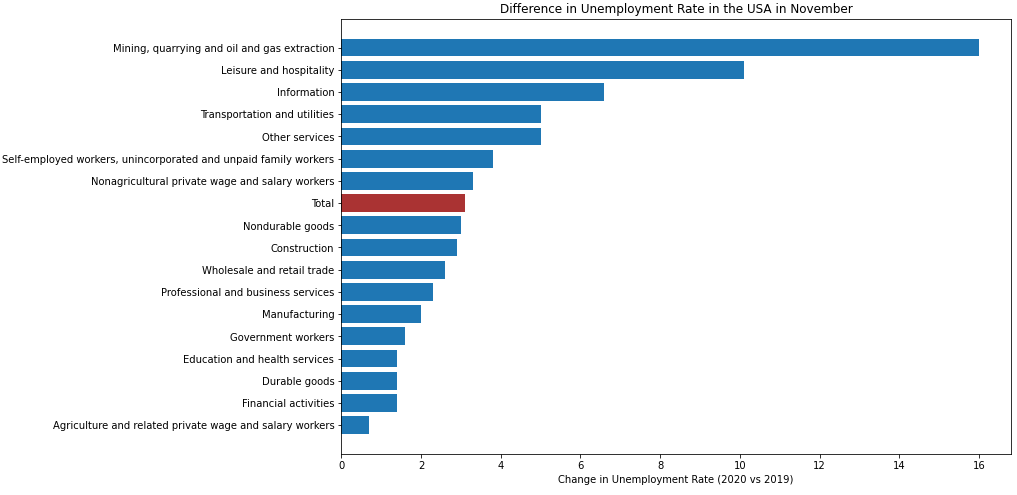 Difference in Unemployment Rate in the USA in November
Mining, quarrying and oil and gas extraction
Leisure and hospitality
Information
Transportation and utilities
Other services
Self-employed workers, unincorporated and unpaid family workers
Nonagricultural private wage and salary workers
Total
Nondurable goods
Construction
Wholesale and retail trade
Professional and business services
Manufacturing
Government workers
Education and health services
Durable goods
Financial activities
Agriculture and related private wage and salary workers
0 2 4 6 8 10 12 14 16
Change in Unemployment Rate (2020 vs 2019)